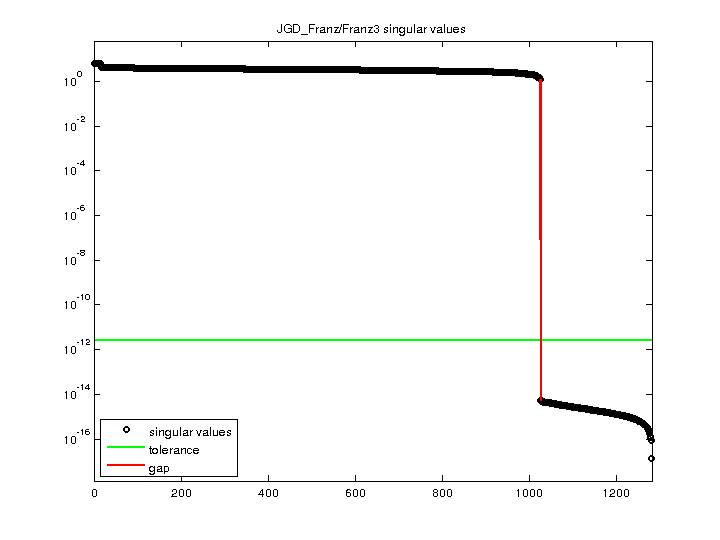 JGD_Franz/Franz3 singular values
10^0
10^-2
10^-4
10^-6
10^-8
10^-10
10^-12
10^-14
10^-16
singular values
tolerance
gap
0 200 400 600 800 1000 1200